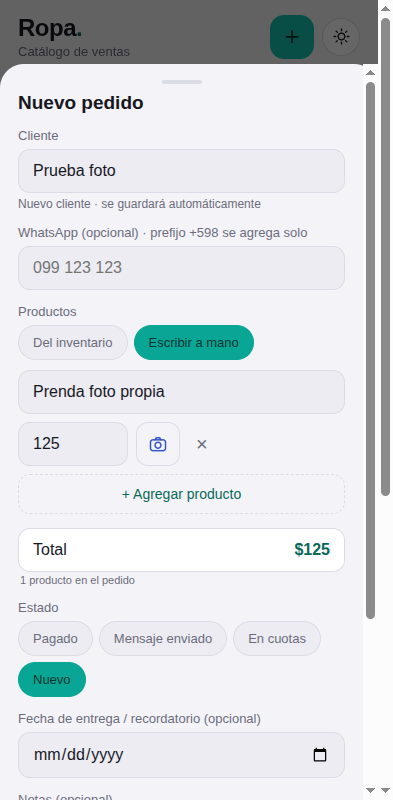 Ropa.
Catálogo de ventas
+
Nuevo pedido
Cliente
Prueba foto
Nuevo cliente · se guardará automáticamente
WhatsApp (opcional) · prefijo +598 se agrega solo
099 123 123
Productos
Del inventario Escribir a mano
Prenda foto propia
125 ×
+ Agregar producto
Total $125
1 producto en el pedido
Estado
Pagado Mensaje enviado En cuotas
Nuevo
Fecha de entrega / recordatorio (opcional)
mm/dd/yyyy
Notas (opcional)